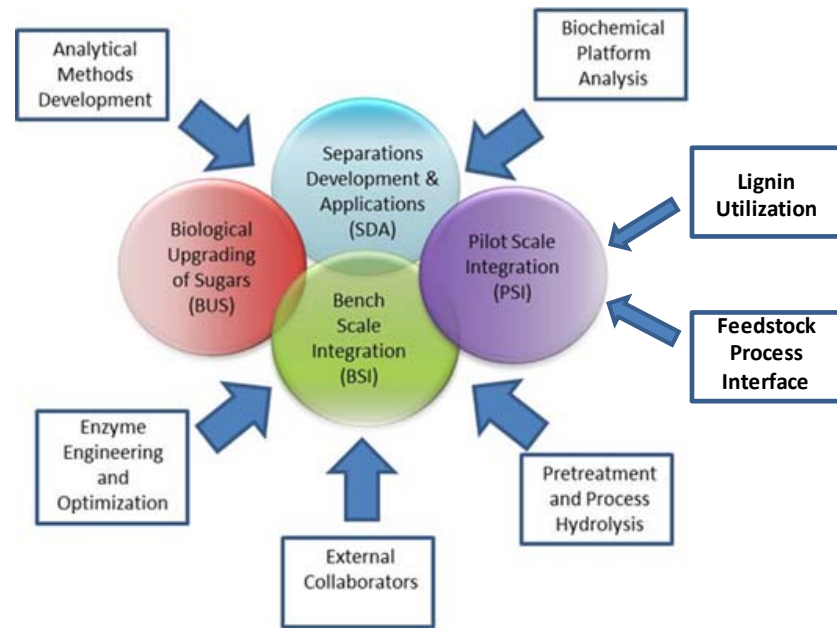 Analytical
Methods
Development
Biochemical
Platform
Analysis
Separations
Development &
Applications
(SDA)
Lignin
Utilization
Biological
Upgrading
of Sugars
(BUS)
Pilot Scale
Integration
(PSI)
Bench
Scale
Integration
(BSI)
Feedstock
Process
Interface
Enzyme
Engineering
and
Optimization
Pretreatment
and Process
Hydrolysis
External
Collaborators